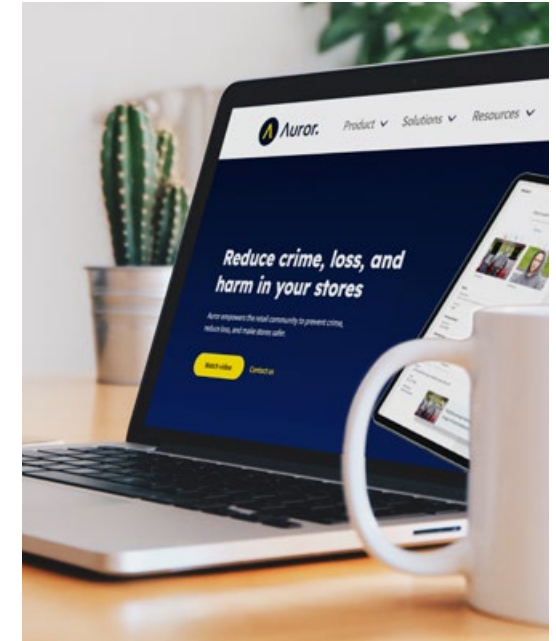 Auror.
Product
Solutions
Resources
Reduce crime, loss, and
harm in your stores
Auror empowers the retail community to prevent crime,
reduce loss, and make stores safer.
Watch video
Contact us